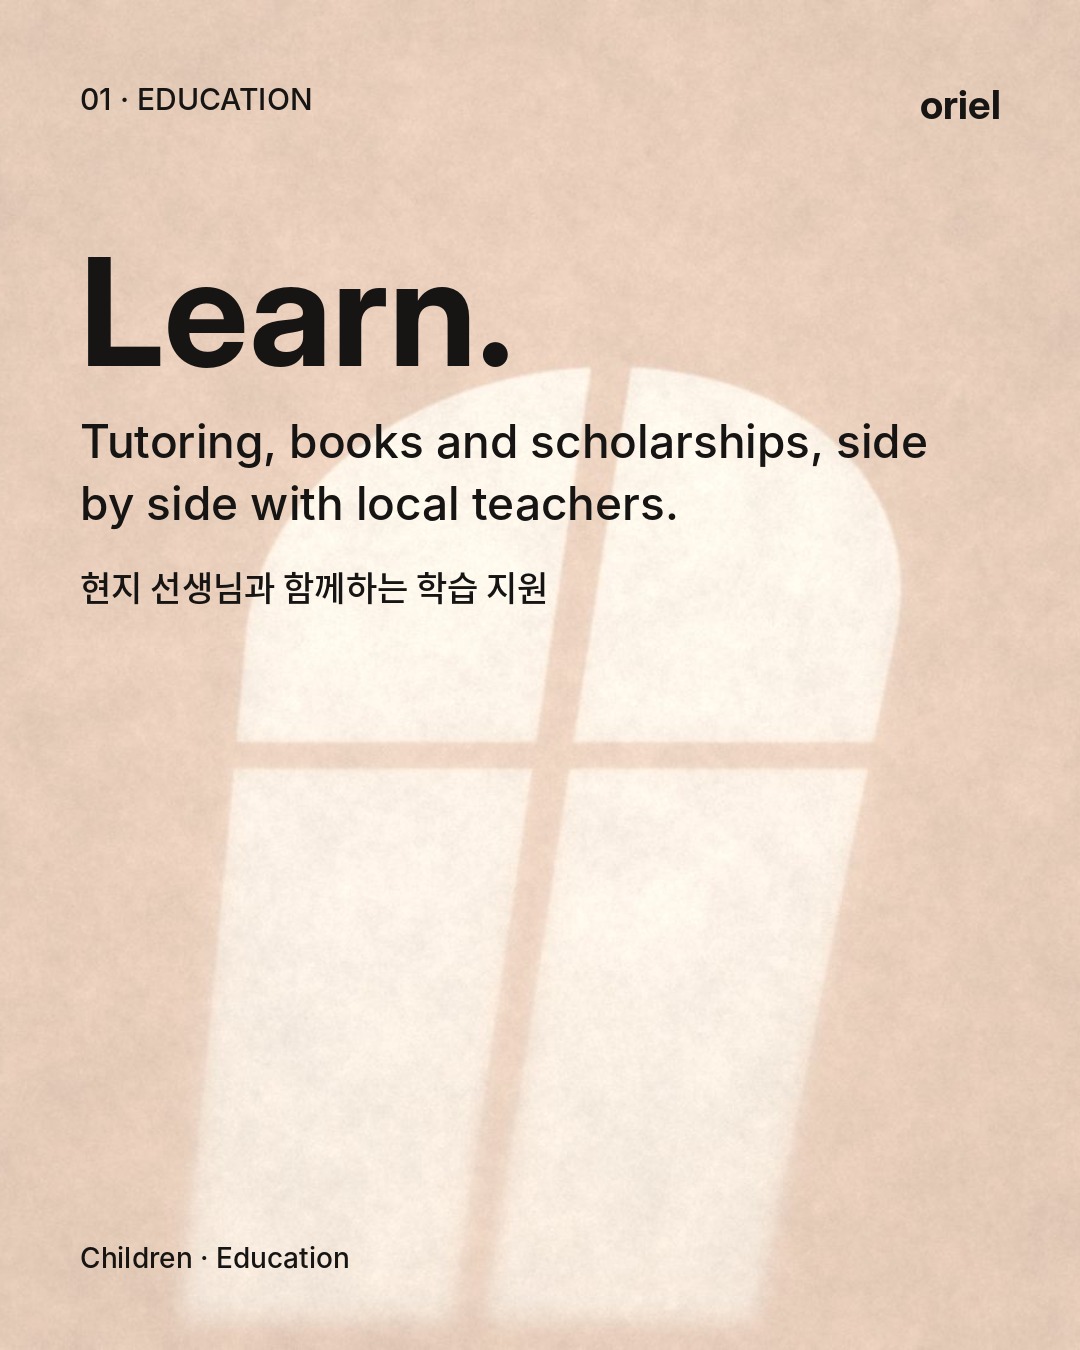 01 · EDUCATION
oriel
Learn.
Tutoring, books and scholarships, side
by side with local teachers.
현지 선생님과 함께하는 학습 지원
Children · Education